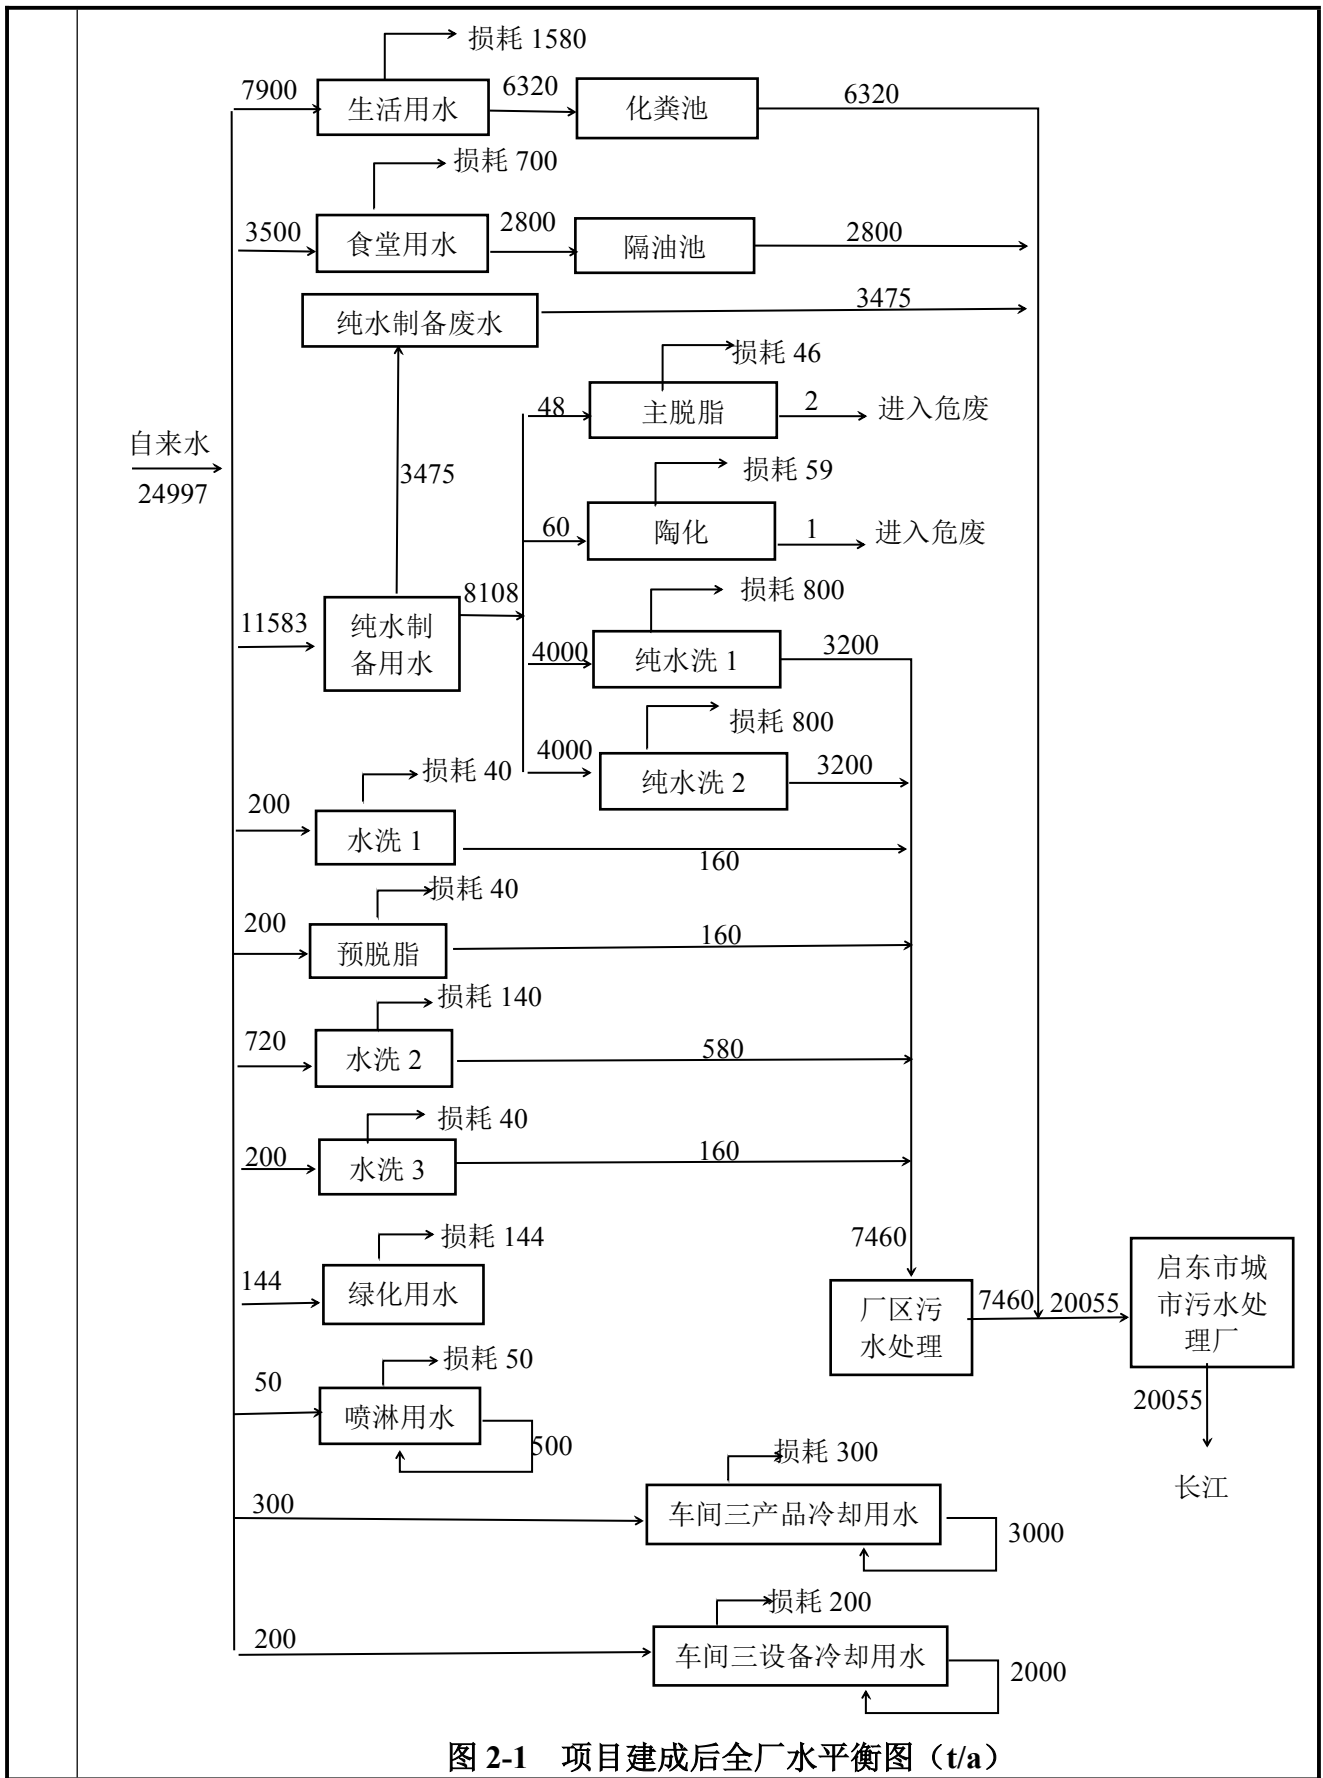 损耗 1580
7900
生活用水
6320
化粪池
6320
损耗 700
3500
食堂用水
2800
隔油池
2800
纯水制备废水
3475
损耗 46
48
主脱脂
2
进入危废
自来水
24997
3475
损耗 59
60
陶化
1
进入危废
11583
纯水制
备用水
8108
损耗 800
4000
纯水洗 1
3200
损耗 800
4000
纯水洗 2
3200
损耗 40
200
水洗 1
160
损耗 40
200
预脱脂
160
损耗 140
720
水洗 2
580
损耗 40
200
水洗 3
160
损耗 144
144
绿化用水
7460
厂区污
水处理
7460
20055
启东市城
市污水处
理厂
20055
长江
损耗 50
50
喷淋用水
500
损耗 300
300
车间三产品冷却用水
3000
损耗 200
200
车间三设备冷却用水
2000
图 2-1 项目建成后全厂水平衡图（t/a）